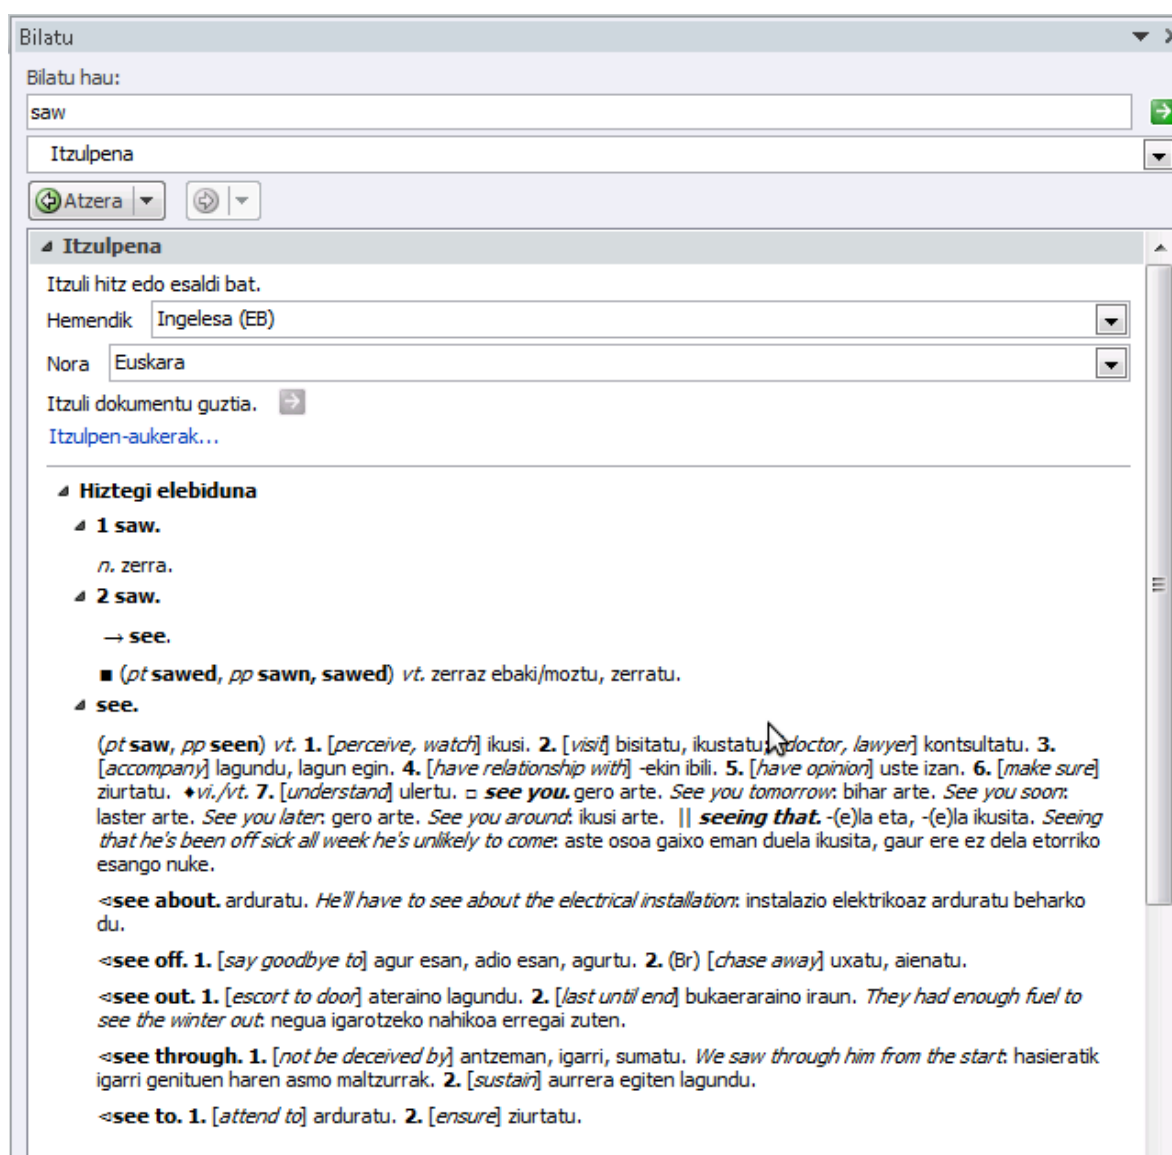 Bilatu
Bilatu hau:
saw
Itzulpena
Atzera
Itzulpena
Itzuli hitz edo esaldi bat.
Hemendik Ingelesa (EB)
Nora Euskara
Itzuli dokumentu guztia.
Itzulpen-aukerak...
Hiztegi elebiduna
1 saw.
n. zerra.
2 saw.
→ see.
■ (pt sawed, pp sawn, sawed) vt. zerraz ebaki/moztu, zerratu.
see.
(pt saw, pp seen) vt. 1. [perceive, watch] ikusi. 2. [visit] bisitatu, ikustatu; [doctor, lawyer] kontsultatu. 3.
[accompany] lagundu, lagun egin. 4. [have relationship with] -ekin ibili. 5. [have opinion] uste izan. 6. [make sure]
ziurtatu. ♦vi./vt. 7. [understand] ulertu. □ see you. gero arte. See you tomorrow: bihar arte. See you soon:
laster arte. See you later: gero arte. See you around: ikusi arte. || seeing that. -(e)la eta, -(e)la ikusita. Seeing
that he's been off sick all week he's unlikely to come: aste osoa gaixo eman duela ikusita, gaur ere ez dela etorriko
esango nuke.
⊲see about. arduratu. He'll have to see about the electrical installation: instalazio elektrikoaz arduratu beharko
du.
⊲see off. 1. [say goodbye to] agur esan, adio esan, agurtu. 2. (Br) [chase away] uxatu, aienatu.
⊲see out. 1. [escort to door] ateraino lagundu. 2. [last until end] bukaeraraino iraun. They had enough fuel to
see the winter out: negua igarotzeko nahikoa erregai zuten.
⊲see through. 1. [not be deceived by] antzeman, igarri, sumatu. We saw through him from the start: hasieratik
igarri genituen haren asmo maltzurrak. 2. [sustain] aurrera egiten lagundu.
⊲see to. 1. [attend to] arduratu. 2. [ensure] ziurtatu.